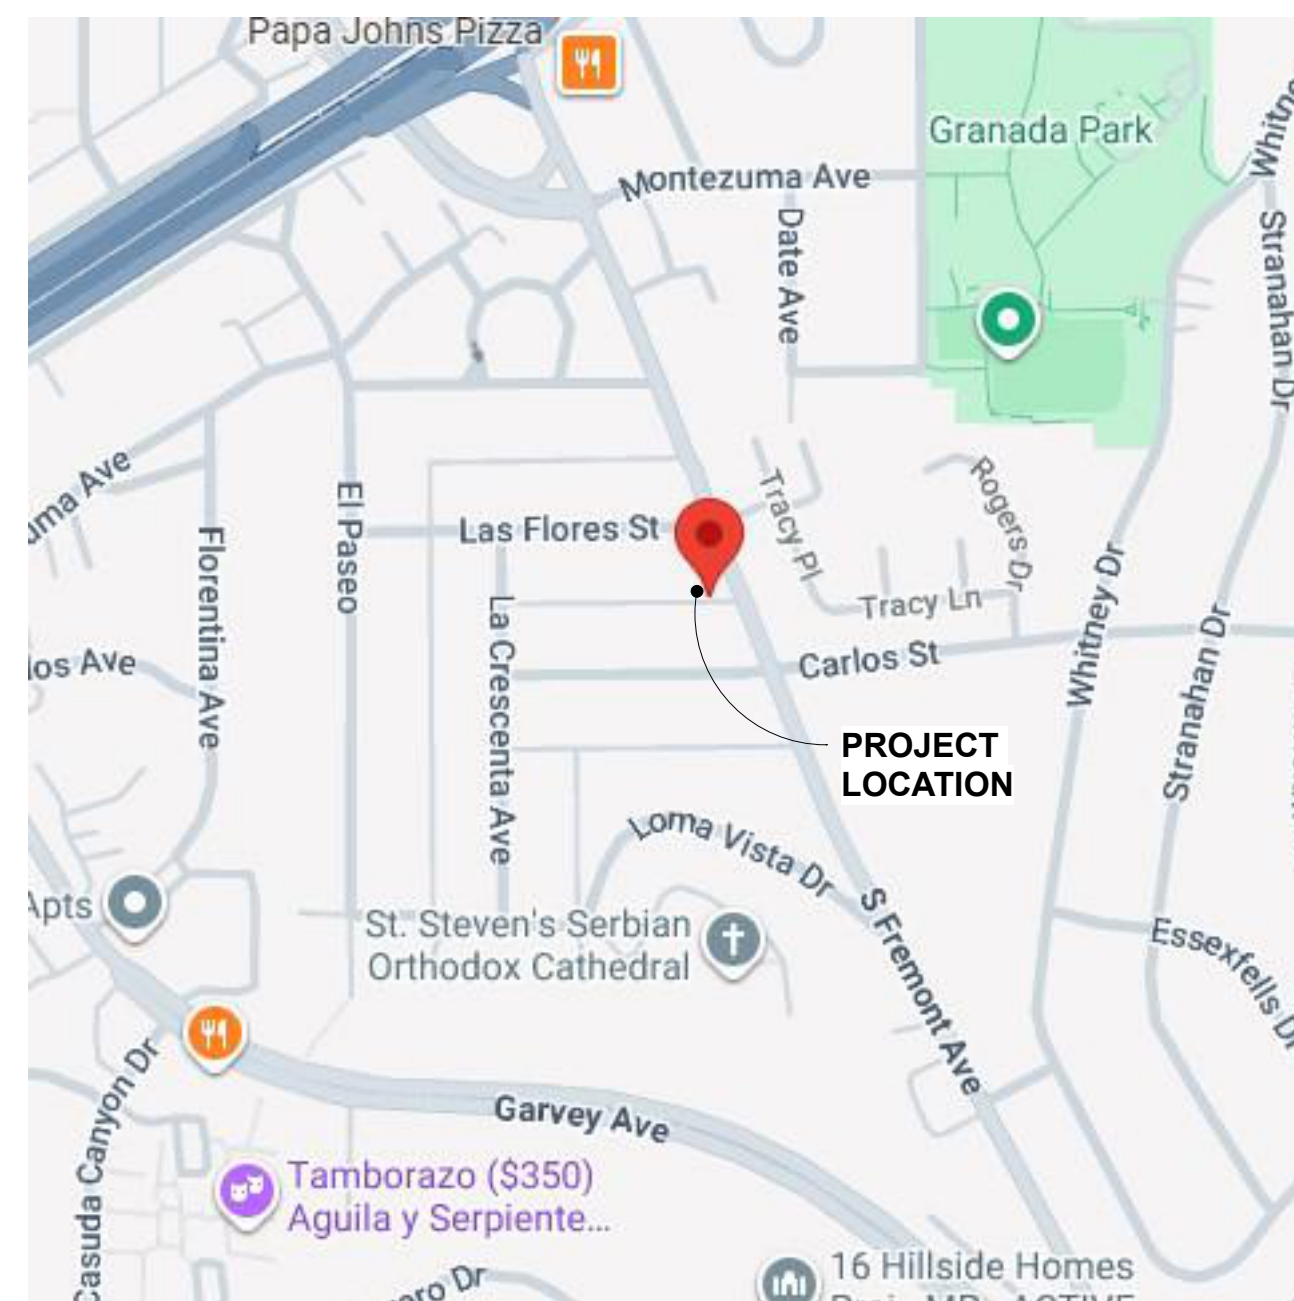 Papa Johns Pizza
Granada Park
Montezuma Ave
Whitn
Date Ave
Stranahan Dr
uma Ave
El Paseo
Las Flores St
Tracy Pl
Rogers Dr
Florentina Ave
La Crescenta Ave
Tracy Ln
Whitney Dr
los Ave
Carlos St
Stranahan Dr
PROJECT
LOCATION
Loma Vista Dr
Apts
St. Steven's Serbian
Orthodox Cathedral
S Fremont Ave
Essexfells Dr
Casuda Canyon Dr
Garvey Ave
Tamborazo ($350)
Aguila y Serpiente...
ero Dr
16 Hillside Homes